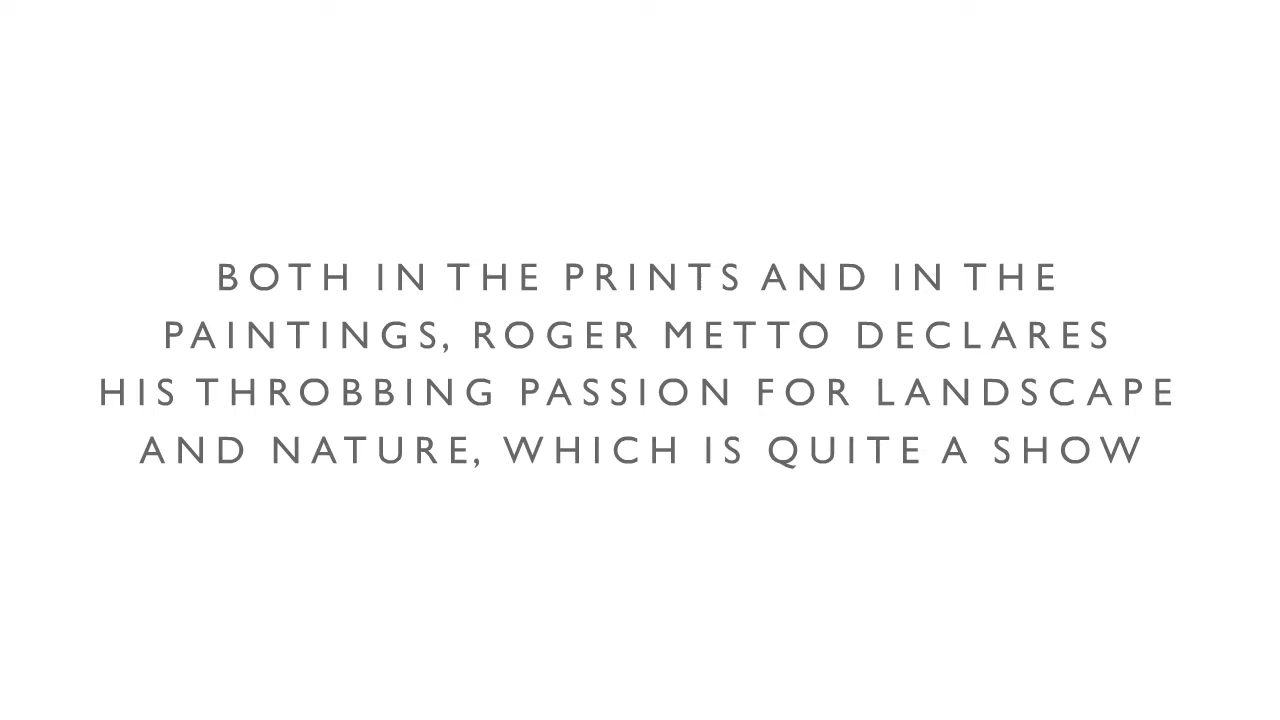 BOTH IN THE PRINTS AND IN THE
PAINTINGS, ROGER METTO DECLARES
HIS THROBBING PASSION FOR LANDSCAPE
AND NATURE, WHICH IS QUITE A SHOW